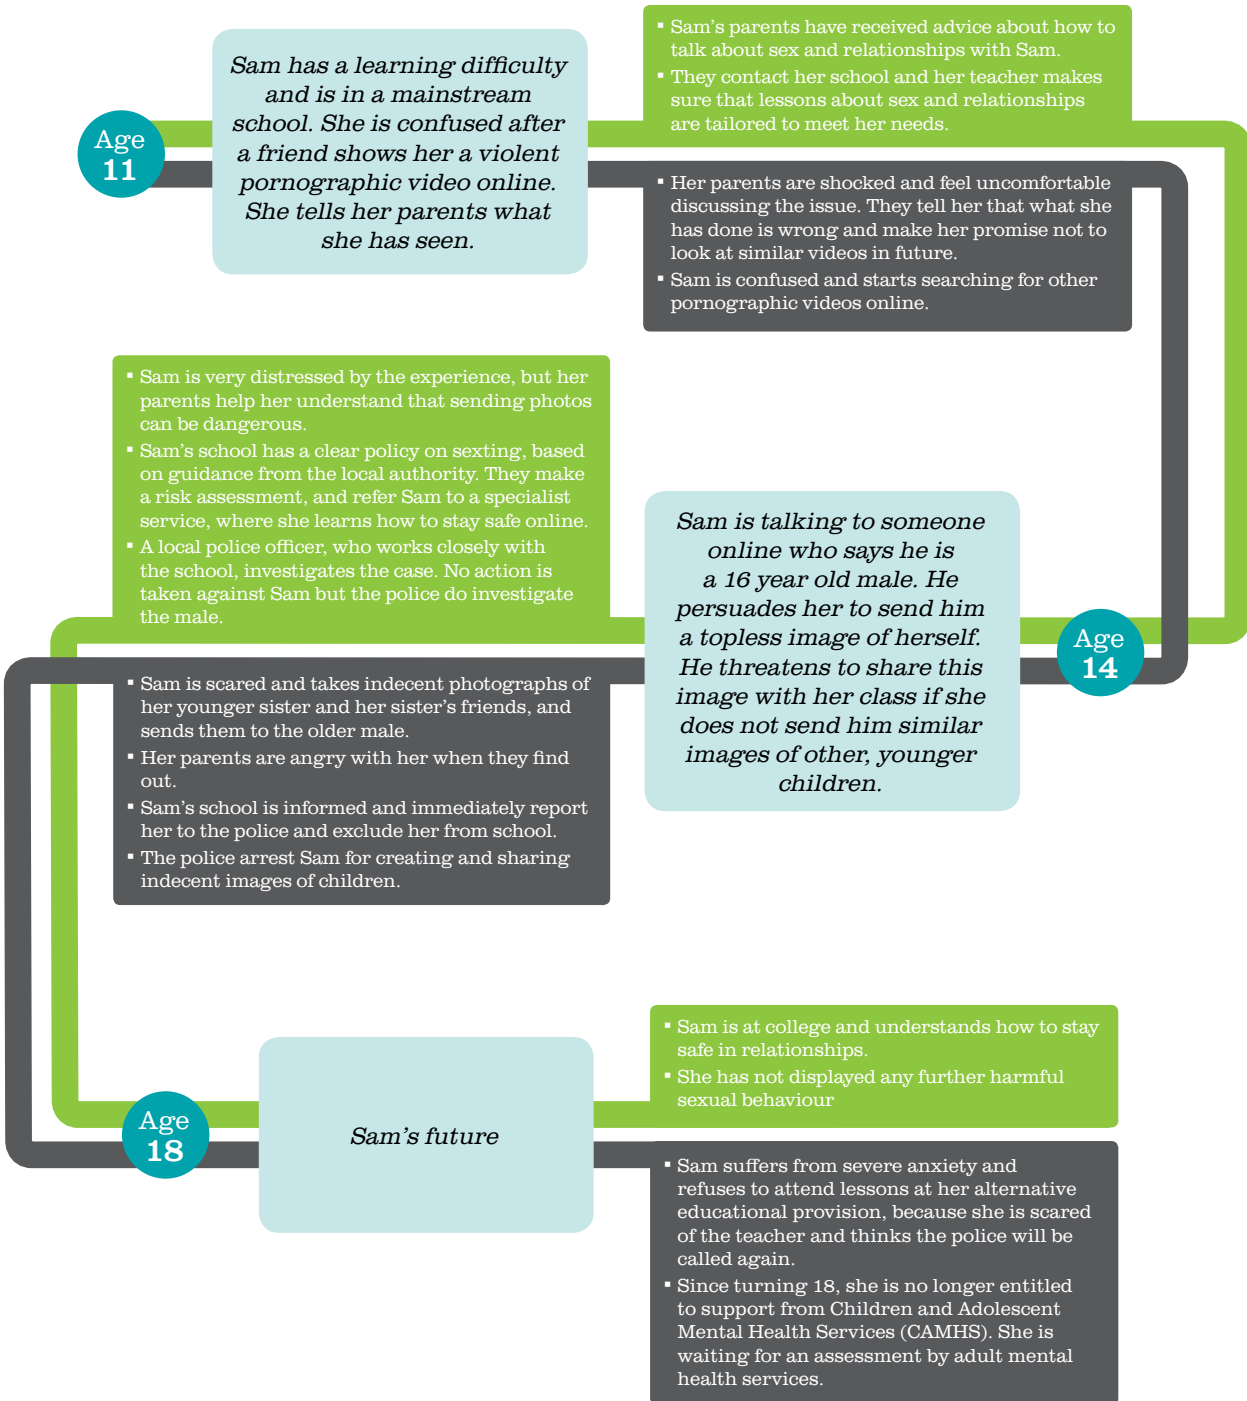 Age
11
Sam has a learning difficulty
and is in a mainstream
school. She is confused after
a friend shows her a violent
pornographic video online.
She tells her parents what
she has seen.
▪ Sam’s parents have received advice about how to
talk about sex and relationships with Sam.
▪ They contact her school and her teacher makes
sure that lessons about sex and relationships
are tailored to meet her needs.
▪ Her parents are shocked and feel uncomfortable
discussing the issue. They tell her that what she
has done is wrong and make her promise not to
look at similar videos in future.
▪ Sam is confused and starts searching for other
pornographic videos online.
Age
14
Sam is talking to someone
online who says he is
a 16 year old male. He
persuades her to send him
a topless image of herself.
He threatens to share this
image with her class if she
does not send him similar
images of other, younger
children.
▪ Sam is very distressed by the experience, but her
parents help her understand that sending photos
can be dangerous.
▪ Sam’s school has a clear policy on sexting, based
on guidance from the local authority. They make
a risk assessment, and refer Sam to a specialist
service, where she learns how to stay safe online.
▪ A local police officer, who works closely with
the school, investigates the case. No action is
taken against Sam but the police do investigate
the male.
▪ Sam is scared and takes indecent photographs of
her younger sister and her sister’s friends, and
sends them to the older male.
▪ Her parents are angry with her when they find
out.
▪ Sam’s school is informed and immediately report
her to the police and exclude her from school.
▪ The police arrest Sam for creating and sharing
indecent images of children.
Age
18
Sam’s future
▪ Sam is at college and understands how to stay
safe in relationships.
▪ She has not displayed any further harmful
sexual behaviour
▪ Sam suffers from severe anxiety and
refuses to attend lessons at her alternative
educational provision, because she is scared
of the teacher and thinks the police will be
called again.
▪ Since turning 18, she is no longer entitled
to support from Children and Adolescent
Mental Health Services (CAMHS). She is
waiting for an assessment by adult mental
health services.